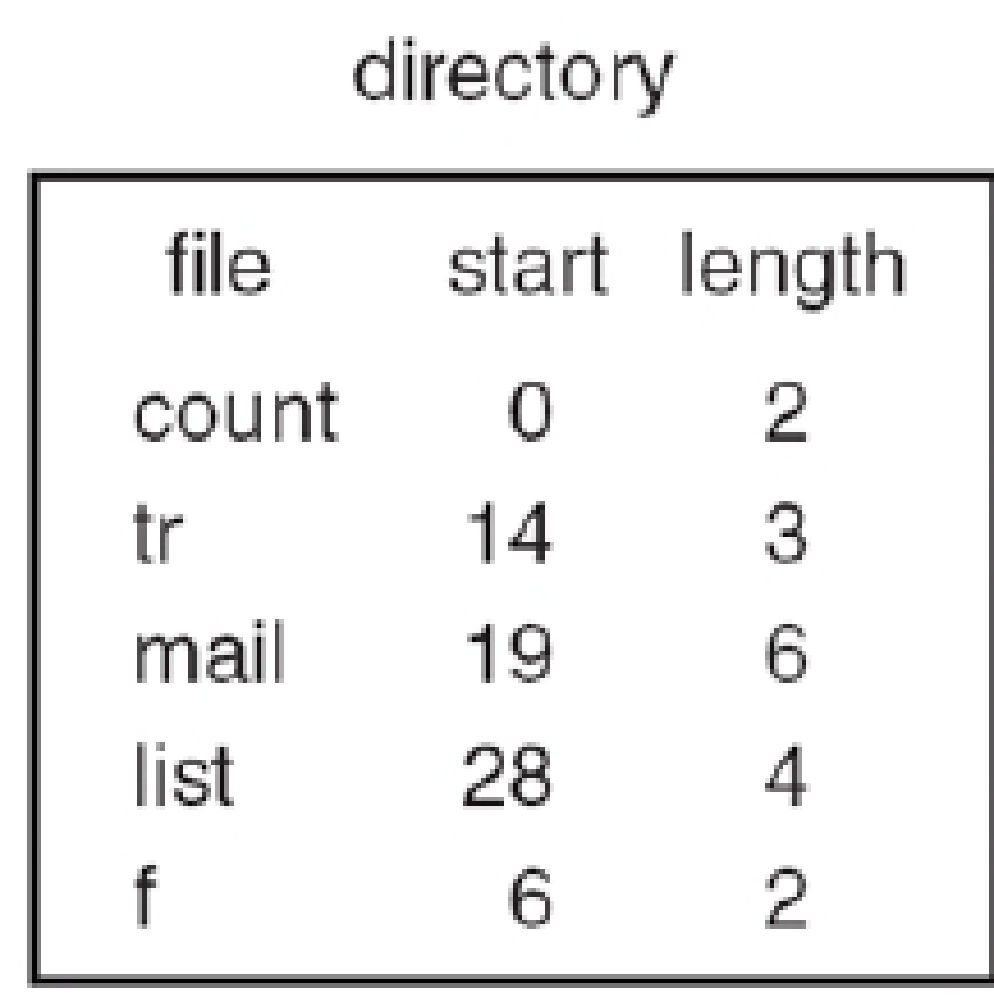 directory
file start length
count 0 2
tr 14 3
mail 19 6
list 28 4
f 6 2